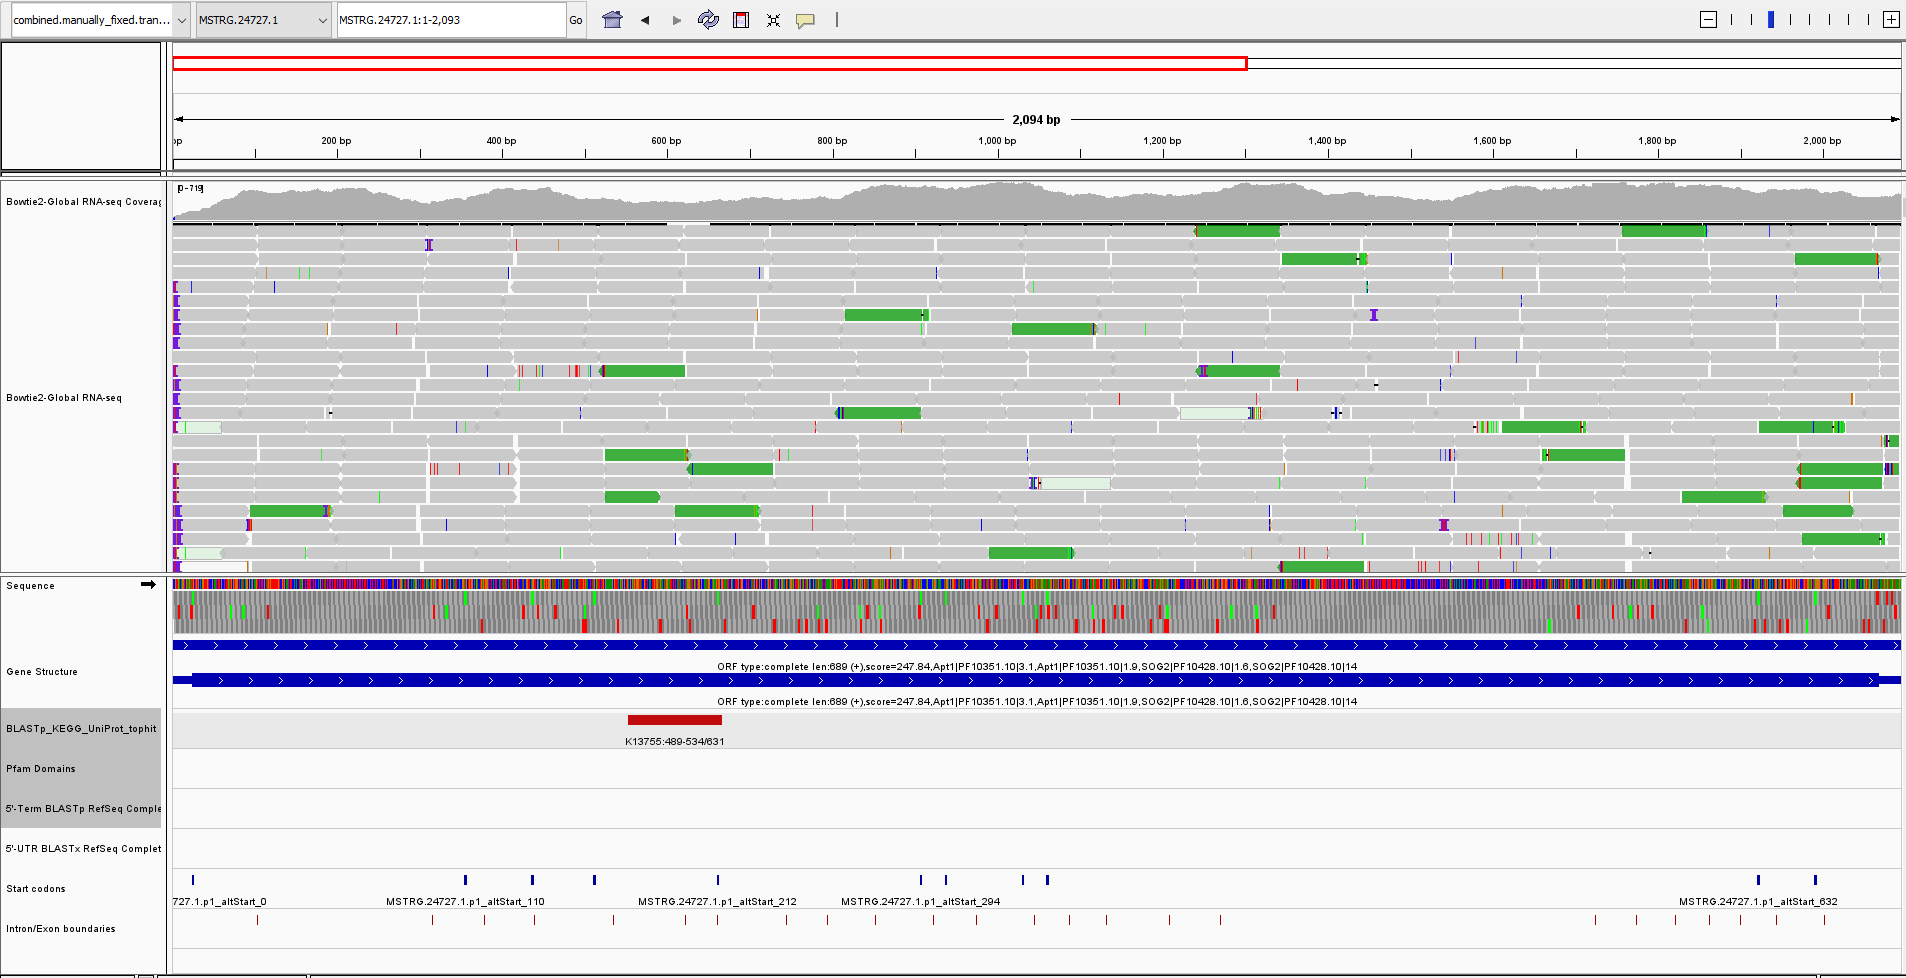 combined.manually_fixed.tran... MSTRG.24727.1 MSTRG.24727.1:1-2,093 Go
2,094 bp
bp 200 bp 400 bp 600 bp 800 bp 1,000 bp 1,200 bp 1,400 bp 1,600 bp 1,800 bp 2,000 bp
[0 - 719]
Bowtie2-Global RNA-seq Coverag
Bowtie2-Global RNA-seq
Sequence
ORF type:complete len:689 (+),score=247.84,Apt1|PF10351.10|3.1,Apt1|PF10351.10|1.9,SOG2|PF10428.10|1.6,SOG2|PF10428.10|14
Gene Structure
ORF type:complete len:689 (+),score=247.84,Apt1|PF10351.10|3.1,Apt1|PF10351.10|1.9,SOG2|PF10428.10|1.6,SOG2|PF10428.10|14
BLASTp_KEGG_UniProt_tophit
K13755:489-534/631
Pfam Domains
5'-Term BLASTp RefSeq Comple
5'-UTR BLASTx RefSeq Complet
Start codons
727.1.p1_altStart_0 MSTRG.24727.1.p1_altStart_110 MSTRG.24727.1.p1_altStart_212 MSTRG.24727.1.p1_altStart_294 MSTRG.24727.1.p1_altStart_632
Intron/Exon boundaries